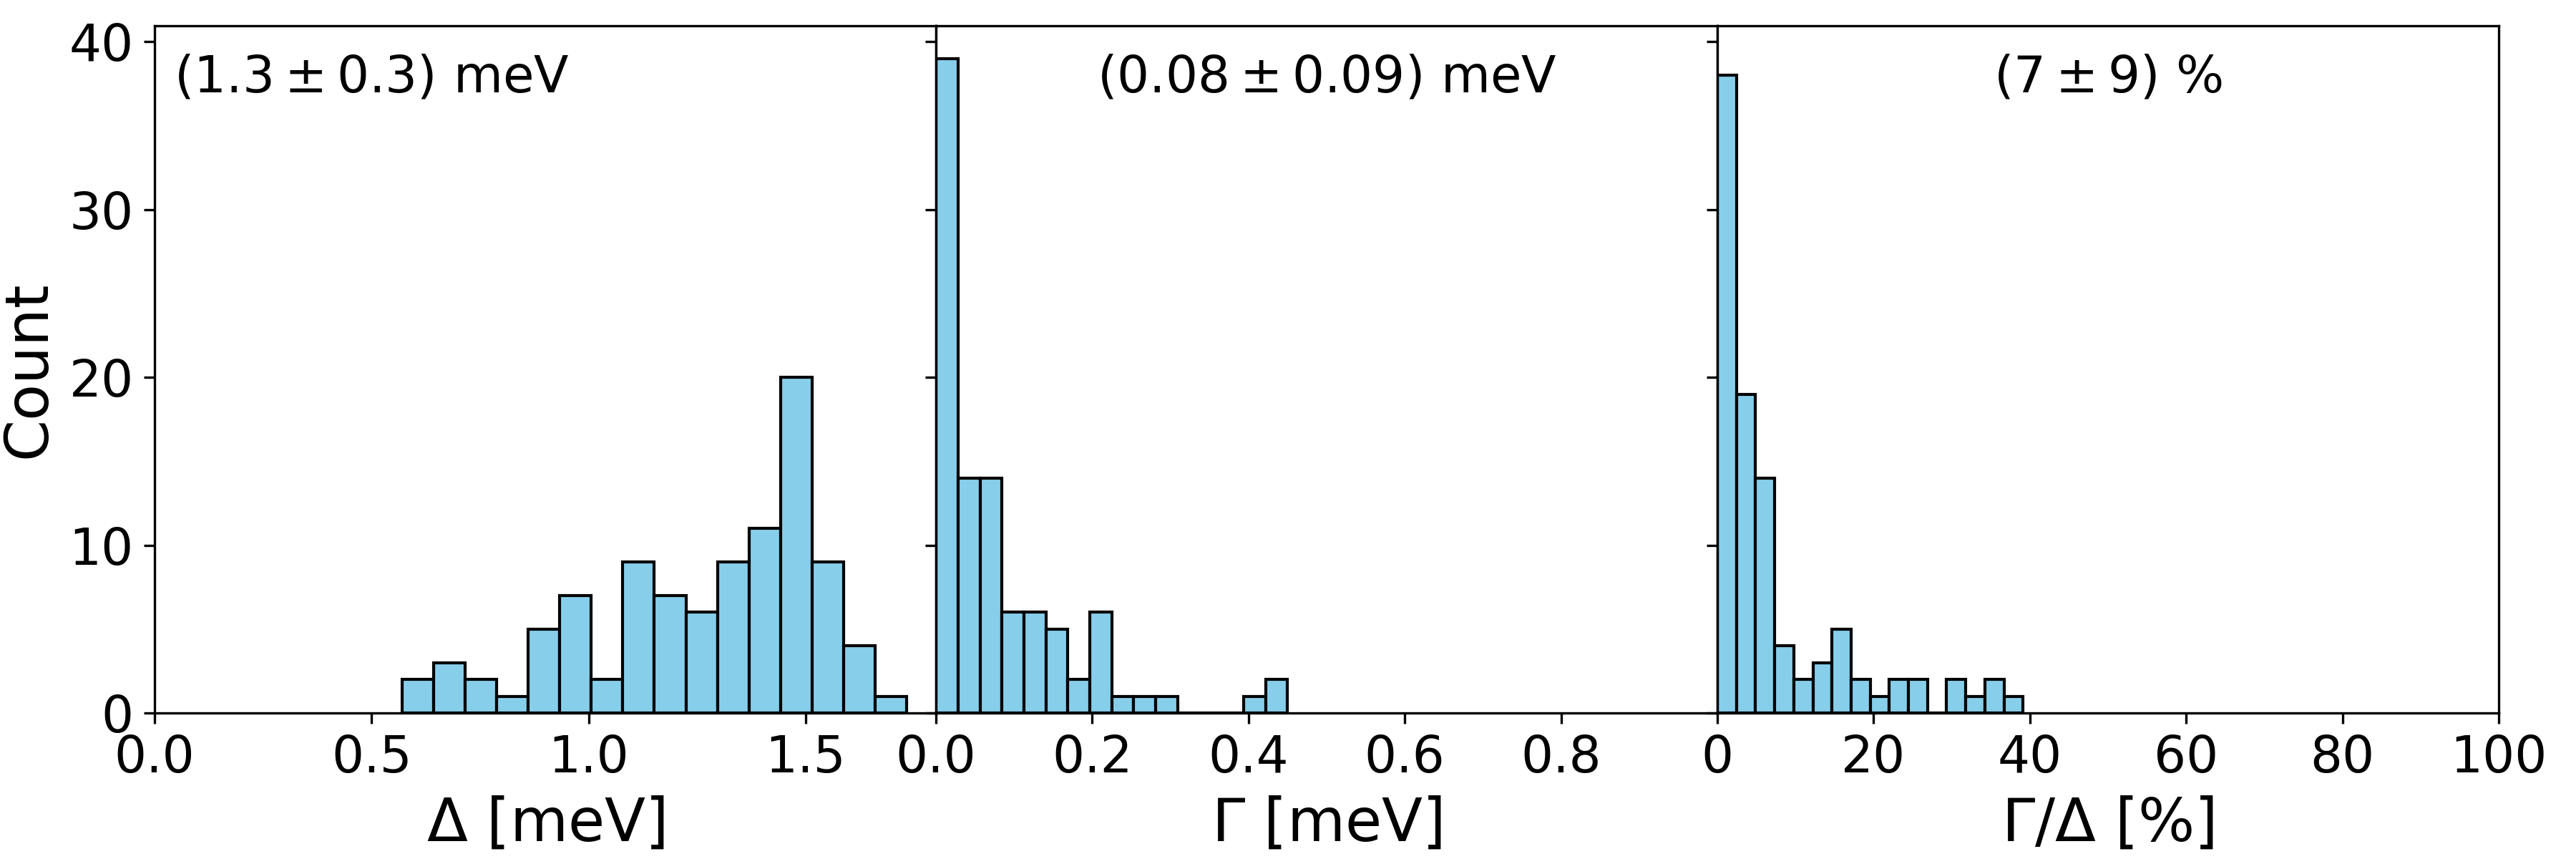 (1.3 ± 0.3) meV
(0.08 ± 0.09) meV
(7 ± 9) %
Count
40
30
20
10
0
0.0 0.5 1.0 1.5
0.0 0.2 0.4 0.6 0.8
0 20 40 60 80 100
Δ [meV]
Γ [meV]
Γ/Δ [%]